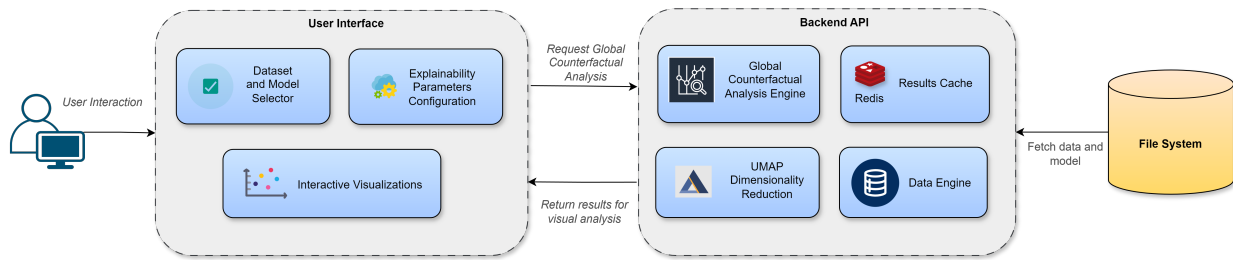 User Interface
Backend API
User Interaction
Dataset
and Model
Selector
Explainability
Parameters
Configuration
Interactive Visualizations
Request Global
Counterfactual
Analysis
Return results for
visual analysis
Global
Counterfactual
Analysis Engine
Redis
Results Cache
UMAP
Dimensionality
Reduction
Data Engine
Fetch data and
model
File System